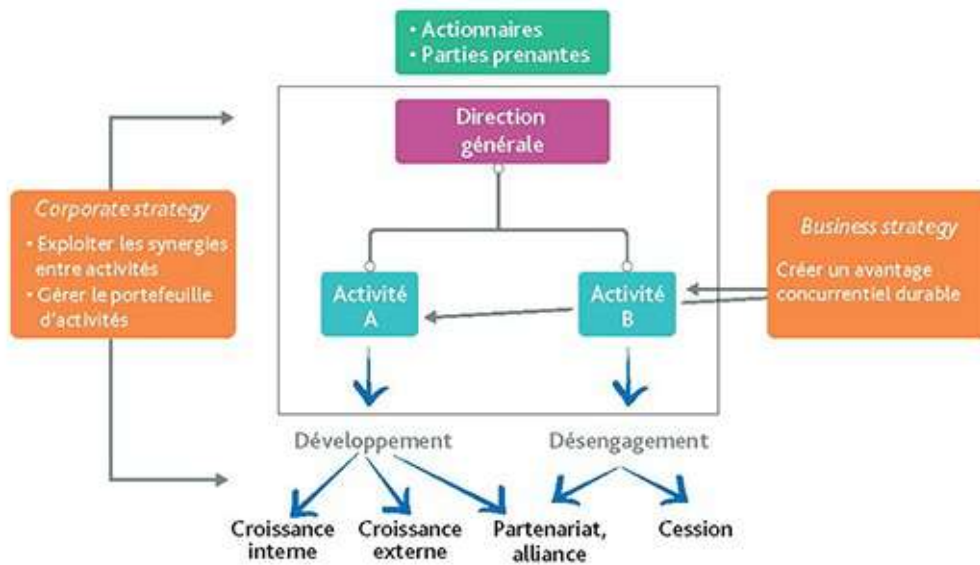 • Actionnaires
• Parties prenantes
Direction
générale
Corporate strategy
• Exploiter les synergies
entre activités
• Gérer le portefeuille
d'activités
Activité
A
Activité
B
Business strategy
Créer un avantage
concurrentiel durable
Développement
Désengagement
Croissance
interne
Croissance
externe
Partenariat,
alliance
Cession